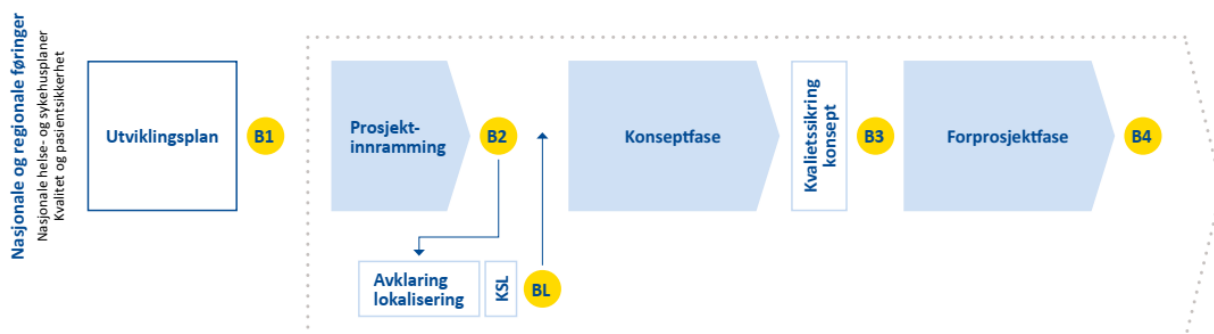 Nasjonale og regionale føringer
Nasjonale helse- og sykehusplaner
Kvalitet og pasientsikkerhet
Utviklingsplan
B1
Prosjekt-
innramming
B2
Avklaring
lokalisering
KSL
BL
Konseptfase
Kvalietssikring
konsept
B3
Forprosjektfase
B4